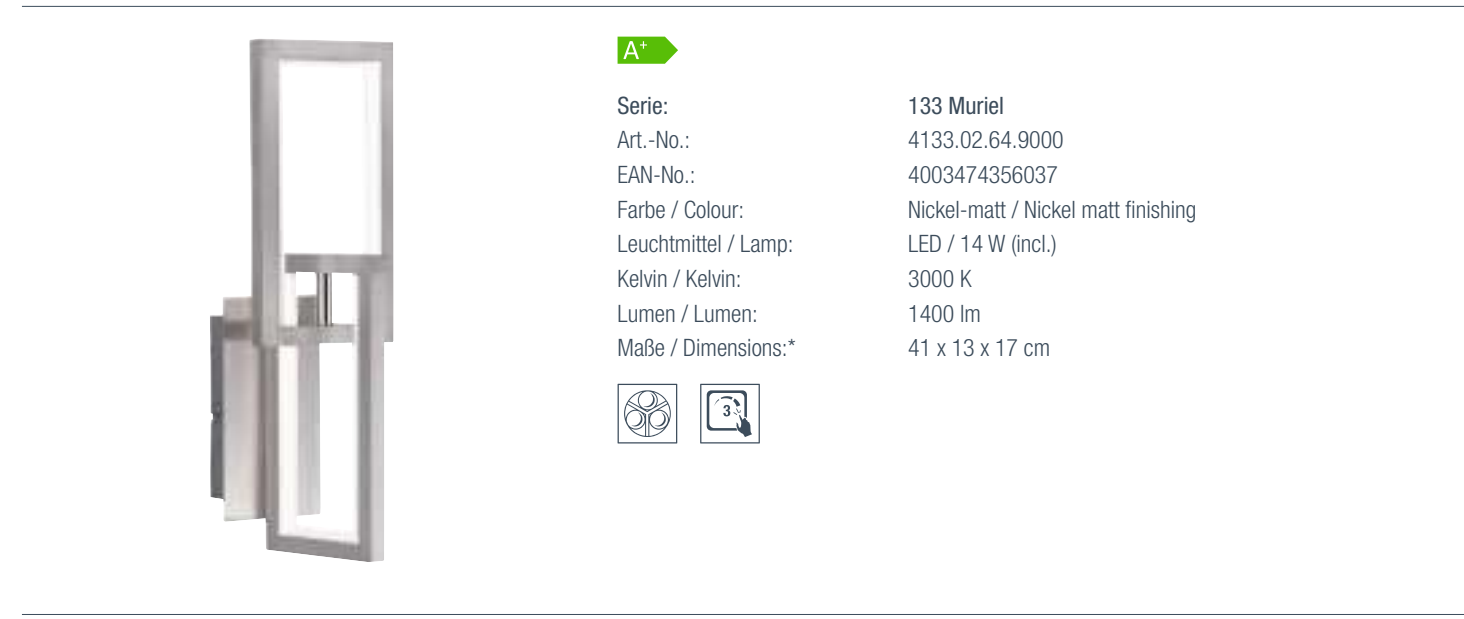 A+
Serie: 133 Muriel
Art.-No.: 4133.02.64.9000
EAN-No.: 4003474356037
Farbe / Colour: Nickel-matt / Nickel matt finishing
Leuchtmittel / Lamp: LED / 14 W (incl.)
Kelvin / Kelvin: 3000 K
Lumen / Lumen: 1400 lm
Maße / Dimensions:* 41 x 13 x 17 cm
3